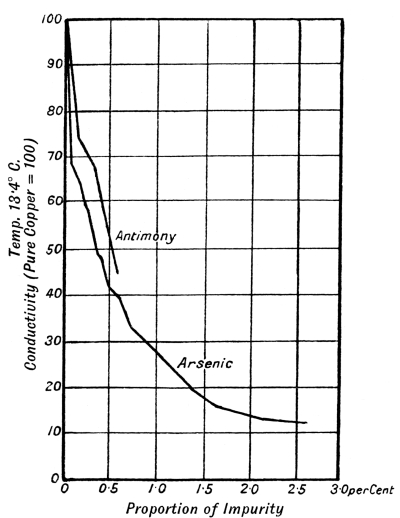 Temp. 13·4° C.
Conductivity (Pure Copper = 100)
100
90
80
70
60
50
40
30
20
10
0
Antimony
Arsenic
0 0·5 1·0 1·5 2·0 2·5 3·0 per Cent
Proportion of Impurity